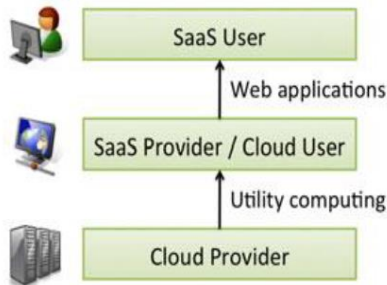 SaaS User
Web applications
SaaS Provider / Cloud User
Utility computing
Cloud Provider